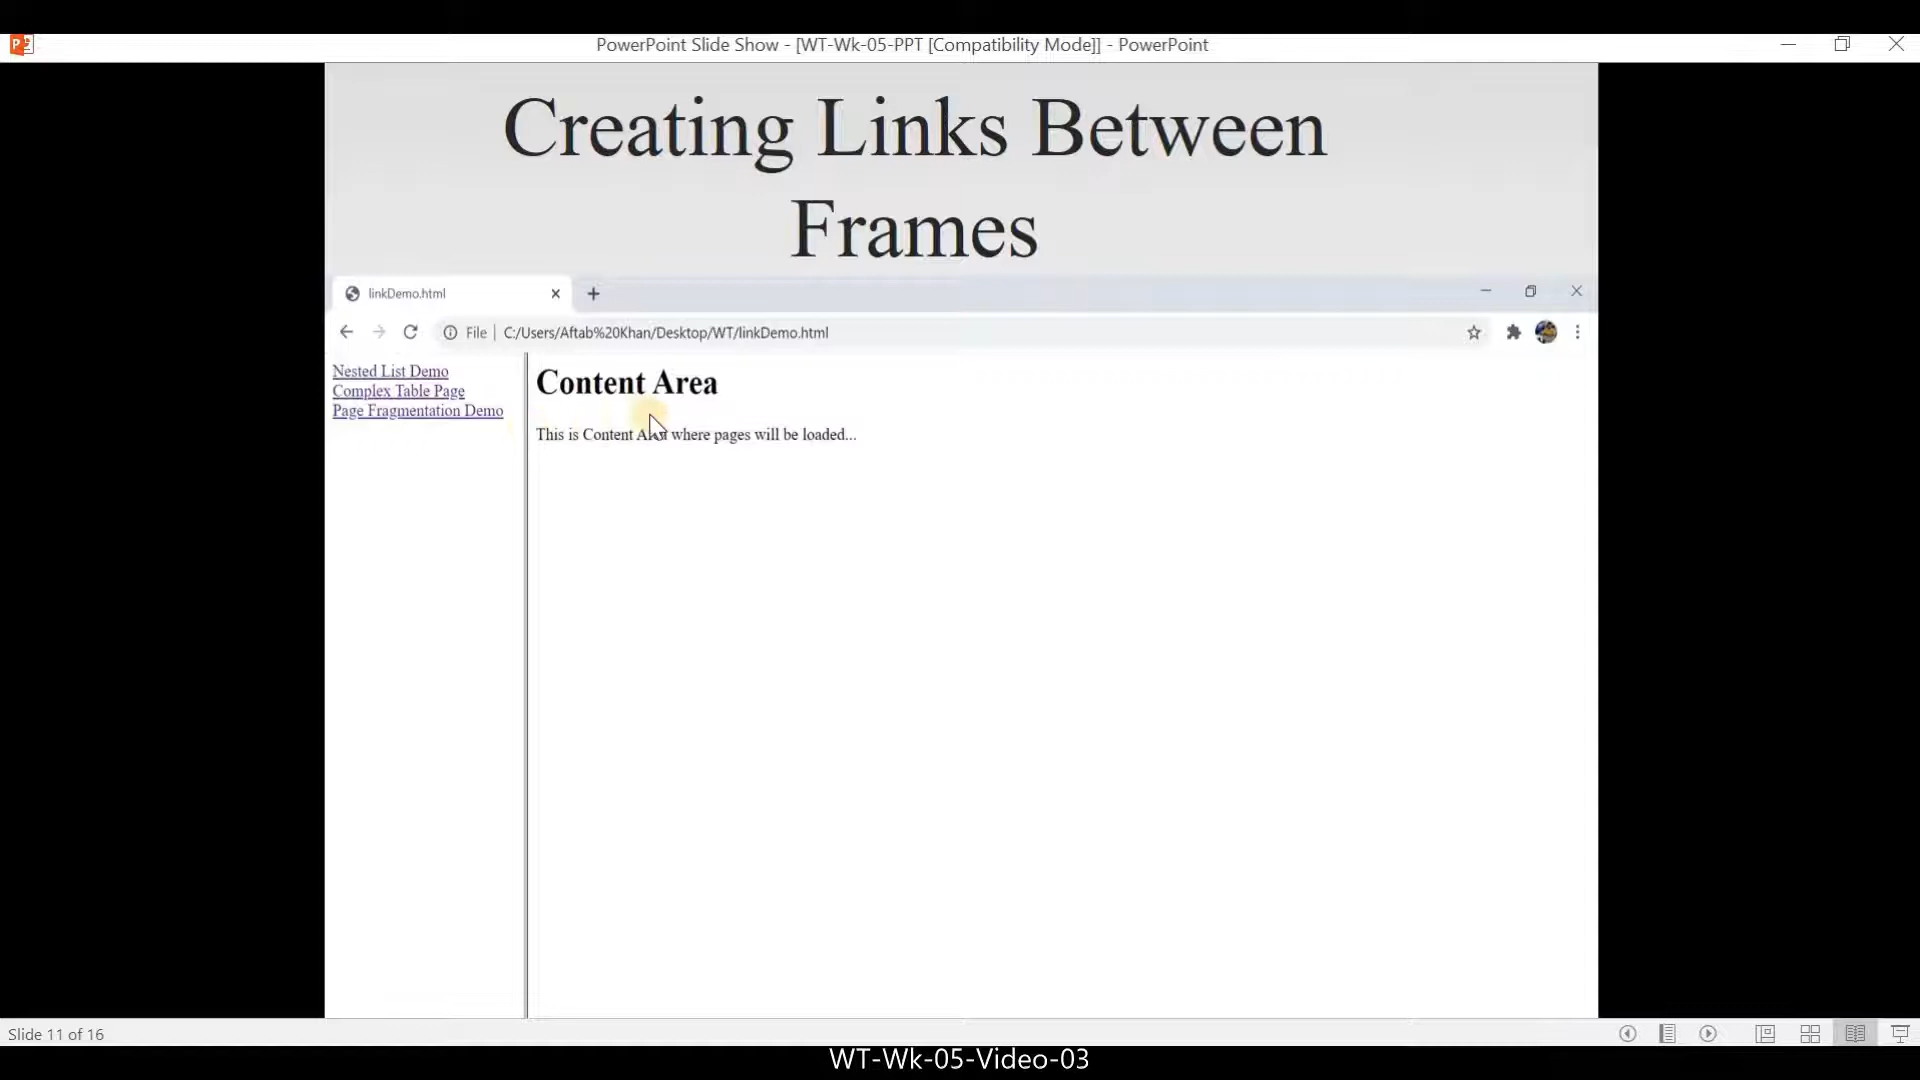 PowerPoint Slide Show - [WT-Wk-05-PPT [Compatibility Mode]] - PowerPoint
Creating Links Between
Frames
linkDemo.html
File | C:/Users/Aftab%20Khan/Desktop/WT/linkDemo.html
Nested List Demo
Complex Table Page
Page Fragmentation Demo
Content Area
This is Content Area where pages will be loaded...
Slide 11 of 16
WT-Wk-05-Video-03